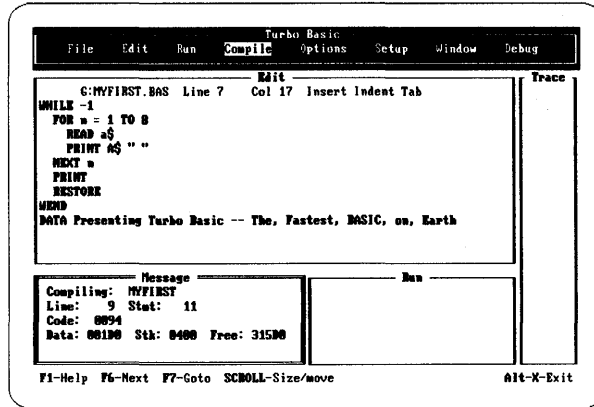 Turbo Basic
File Edit Run Compile Options Setup Window Debug
Edit
Trace
G:MYFIRST.BAS Line 7 Col 17 Insert Indent Tab
WHILE -1
FOR n = 1 TO 8
READ a$
PRINT A$ " "
NEXT n
PRINT
RESTORE
WEND
DATA Presenting Turbo Basic -- The, Fastest, BASIC, on, Earth
Message
Run
Compiling: MYFIRST
Line: 9 Stmt: 11
Code: 0094
Data: 001D0 Stk: 0400 Free: 315D0
F1-Help F6-Next F7-Goto SCROLL-Size/move Alt-X-Exit